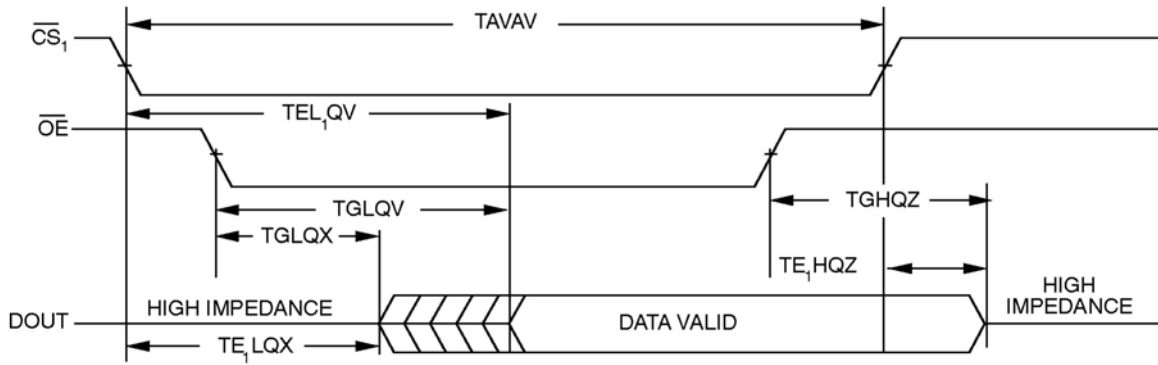 TAVAV
CS1
TEL1QV
OE
TGLQV
TGHQZ
TGLQX
TE1HQZ
HIGH IMPEDANCE
DATA VALID
HIGH
IMPEDANCE
DOUT
TE1LQX